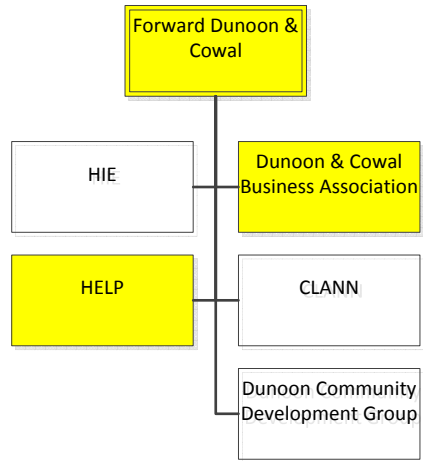 Forward Dunoon &
Cowal
HIE
Dunoon & Cowal
Business Association
HELP
CLANN
Dunoon Community
Development Group